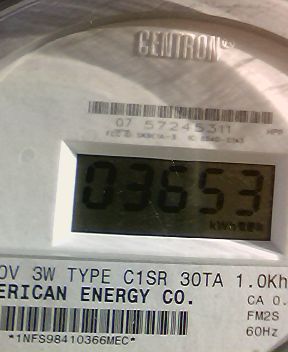 CENTRON
07 57245311
03653
kWh
0V 3W TYPE C1SR 30TA 1.0Kh
ERICAN ENERGY CO. CA 0.
FM2S
*1NFS98410366MEC* 60Hz